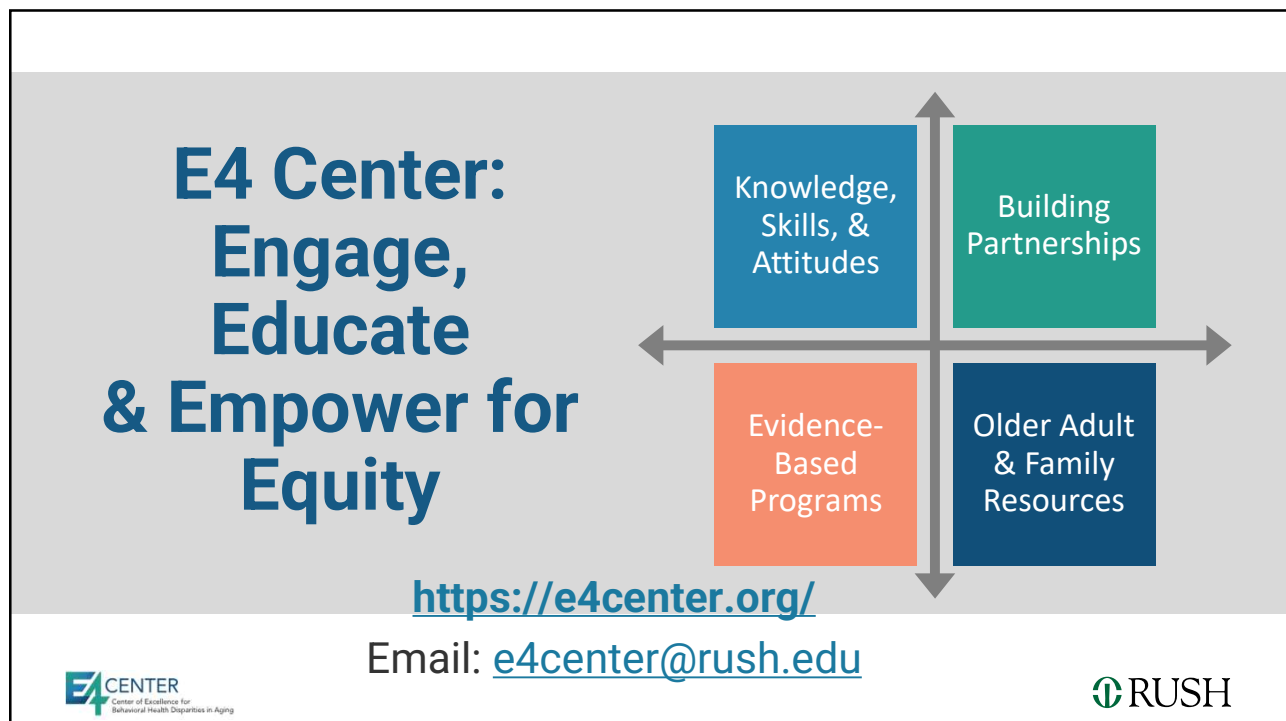 E4 Center:
Engage,
Educate
& Empower for
Equity
Knowledge,
Skills, &
Attitudes
Building
Partnerships
Evidence-
Based
Programs
Older Adult
& Family
Resources
https://e4center.org/
Email: e4center@rush.edu
E4 CENTER
Center of Excellence for
Behavioral Health Disparities in Aging
RUSH